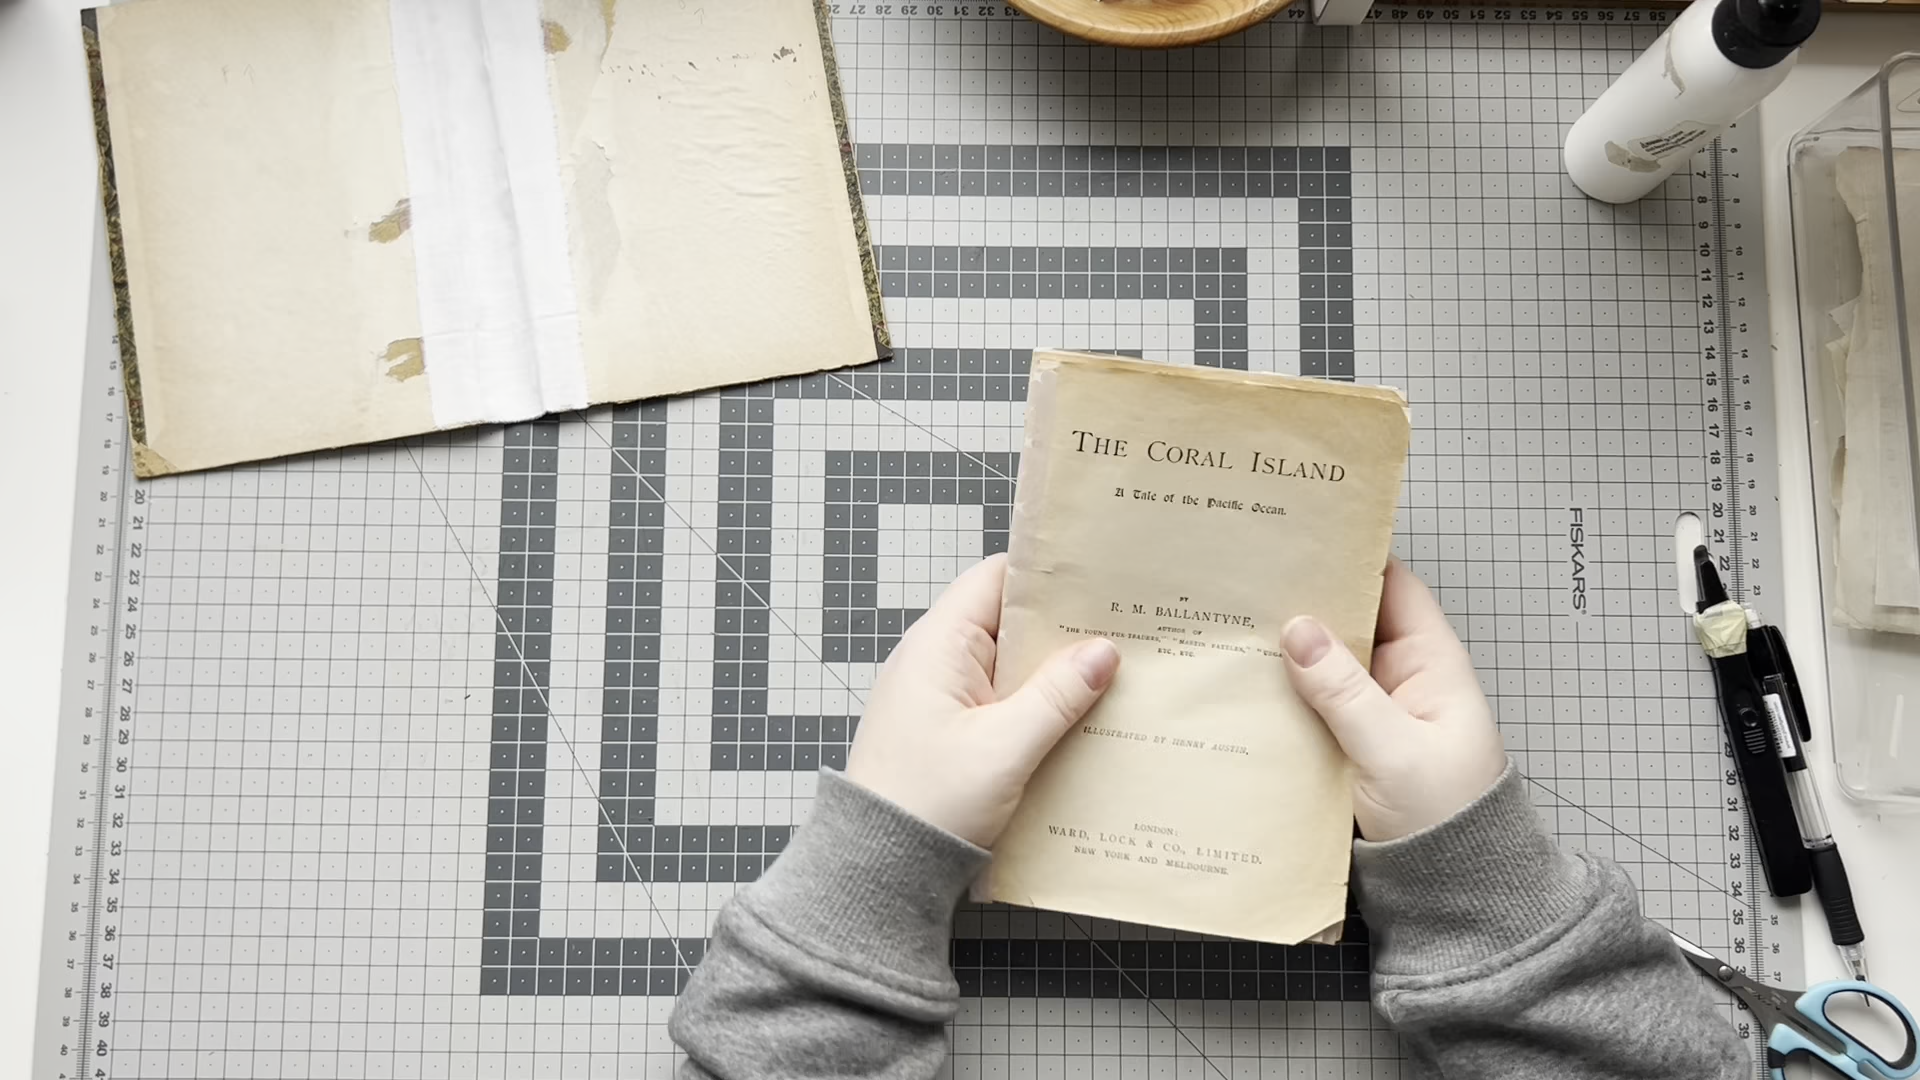 THE CORAL ISLAND
A Tale of the Pacific Ocean.
BY
R. M. BALLANTYNE,
AUTHOR OF
"THE YOUNG FUR-TRADERS," "MARTIN RATTLER," "UNGA
ETC., ETC.
ILLUSTRATED BY HENRY AUSTIN.
LONDON:
WARD, LOCK & CO., LIMITED.
NEW YORK AND MELBOURNE.
FISKARS®